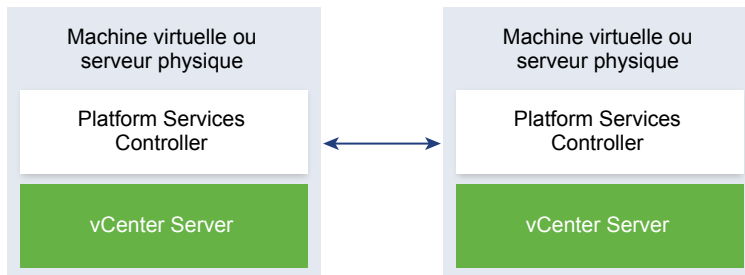 Machine virtuelle ou
serveur physique
Platform Services
Controller
vCenter Server
Machine virtuelle ou
serveur physique
Platform Services
Controller
vCenter Server